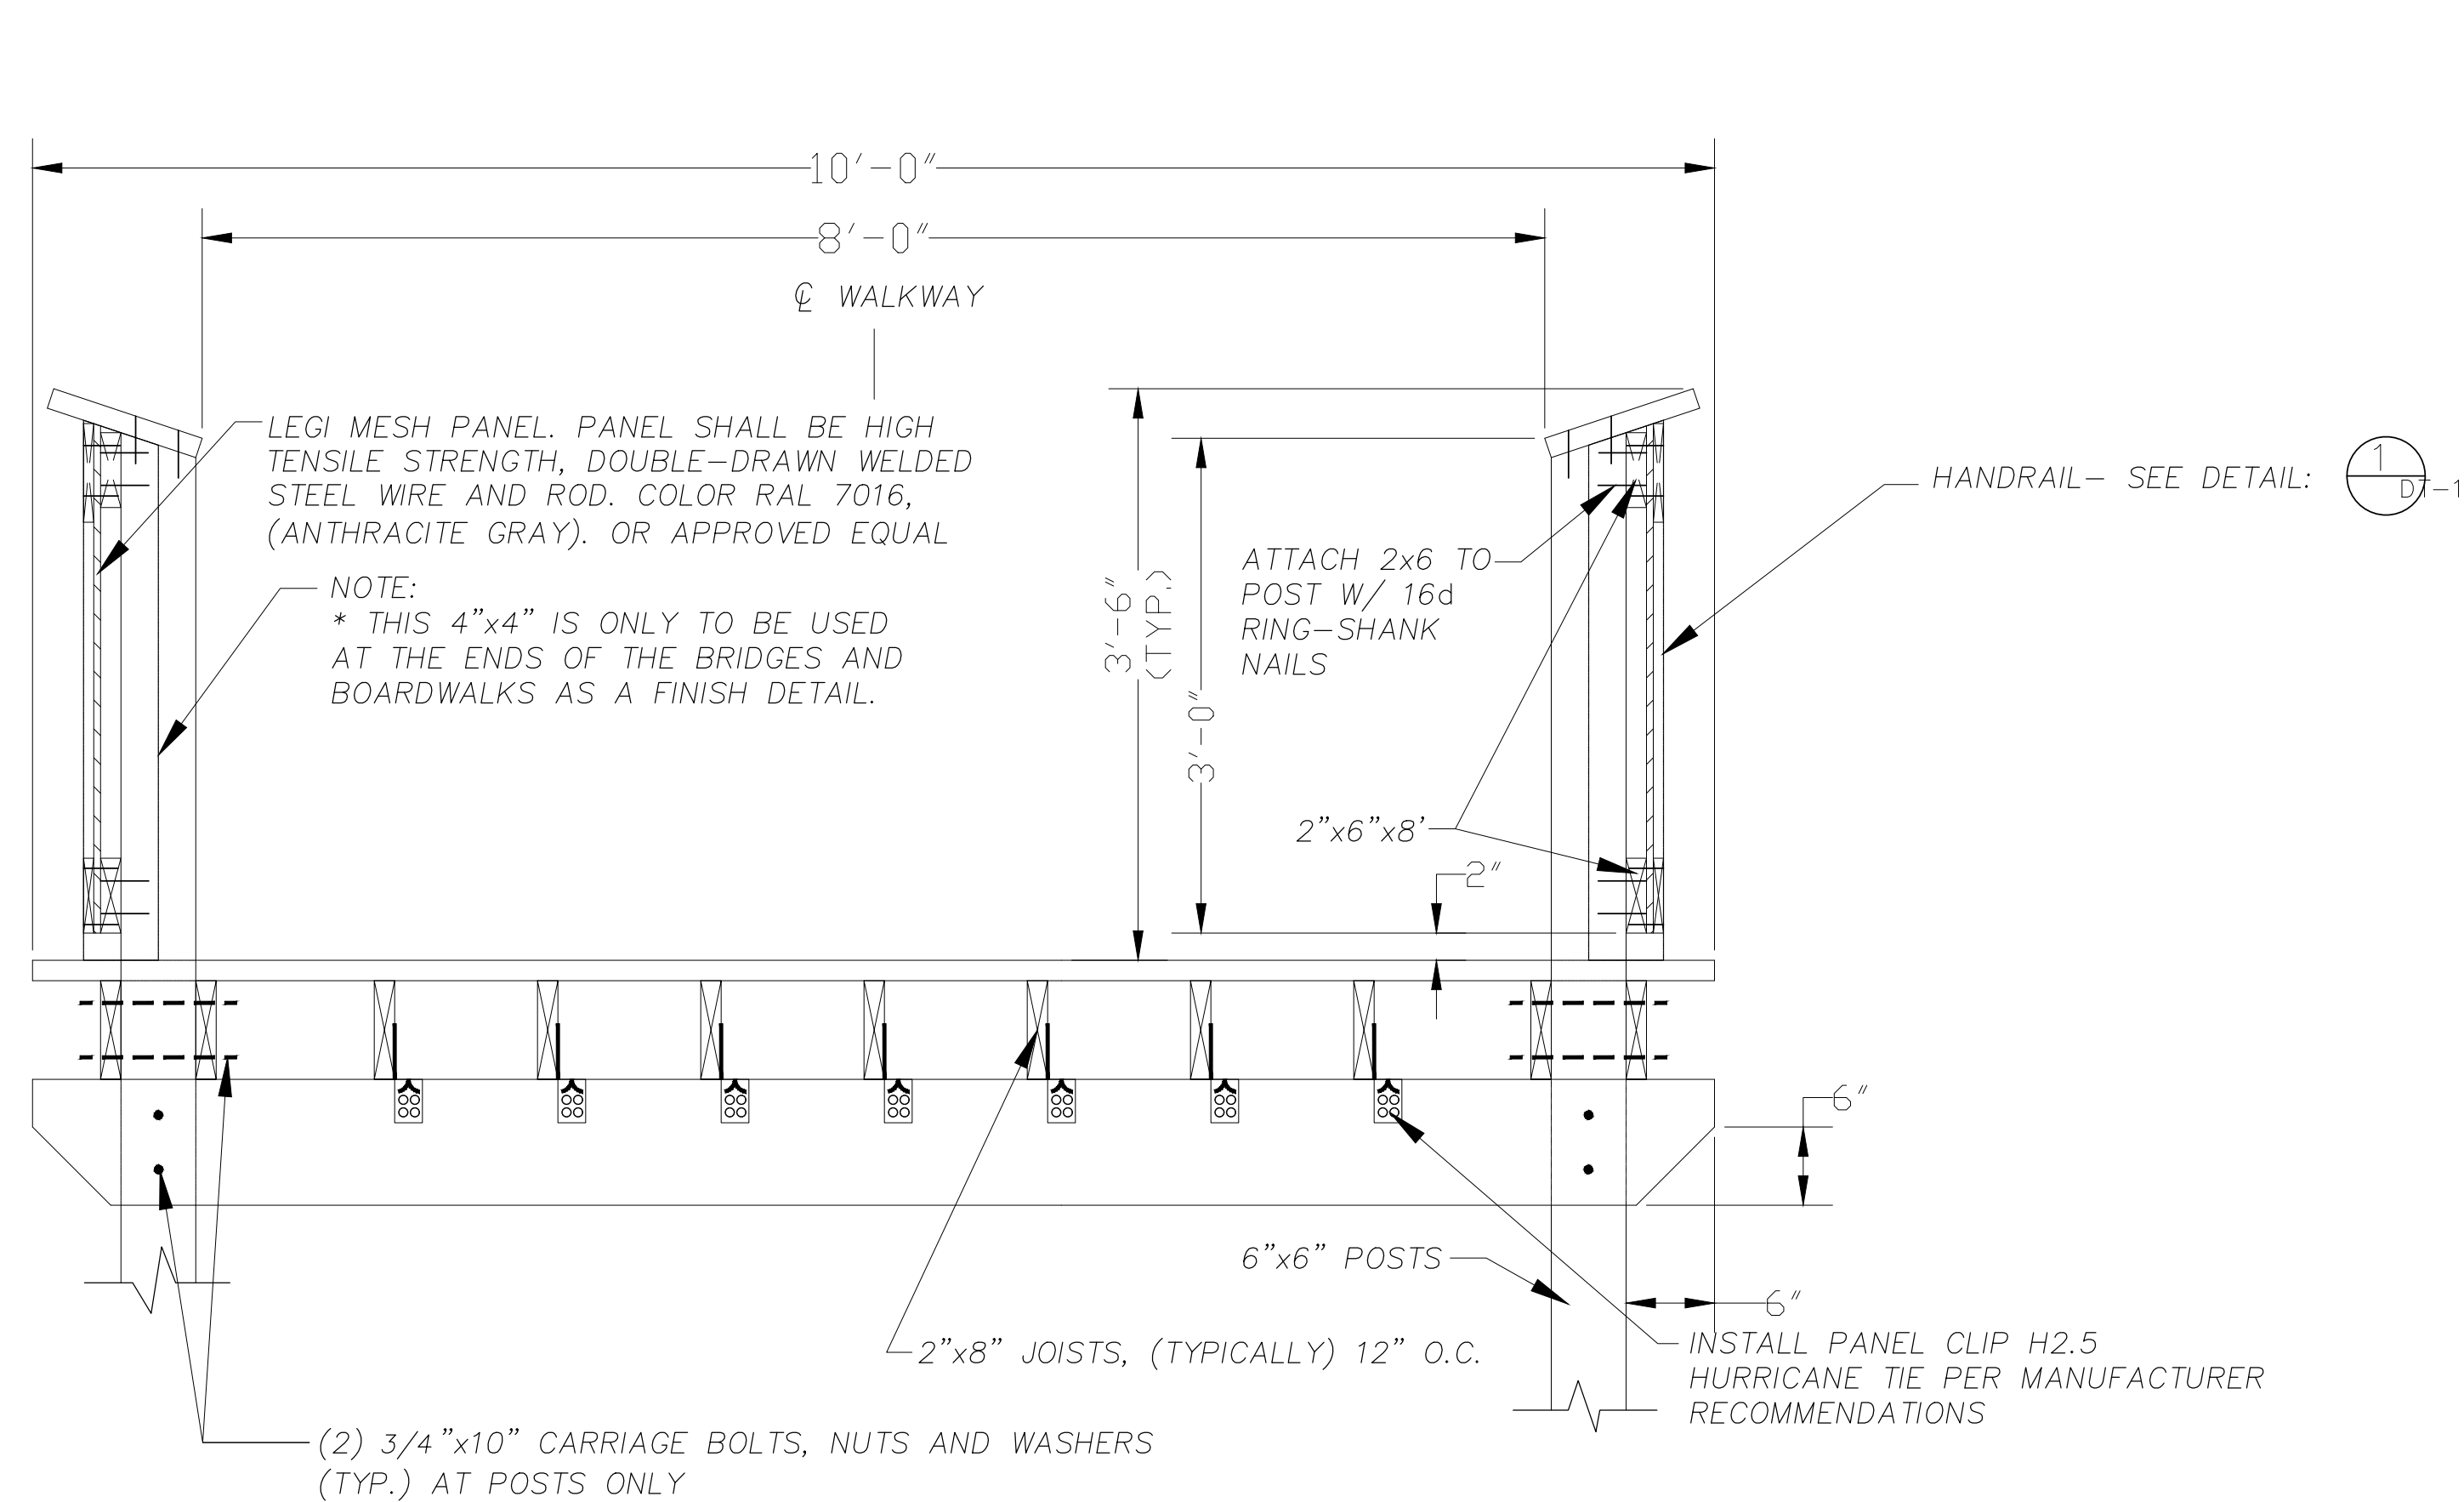 10'-0"
8'-0"
℄ WALKWAY
LEGI MESH PANEL. PANEL SHALL BE HIGH
TENSILE STRENGTH, DOUBLE-DRAWN WELDED
STEEL WIRE AND ROD. COLOR RAL 7016,
(ANTHRACITE GRAY). OR APPROVED EQUAL
NOTE:
* THIS 4"x4" IS ONLY TO BE USED
AT THE ENDS OF THE BRIDGES AND
BOARDWALKS AS A FINISH DETAIL.
3'-6"
(TYP.)
3'-0"
ATTACH 2x6 TO
POST W/ 16d
RING-SHANK
NAILS
HANDRAIL- SEE DETAIL:
1
DT-1
2"x6"x8'
2"
6"
6"x6" POSTS
6"
2"x8" JOISTS, (TYPICALLY) 12" O.C.
INSTALL PANEL CLIP H2.5
HURRICANE TIE PER MANUFACTURER
RECOMMENDATIONS
(2) 3/4"x10" CARRIAGE BOLTS, NUTS AND WASHERS
(TYP.) AT POSTS ONLY